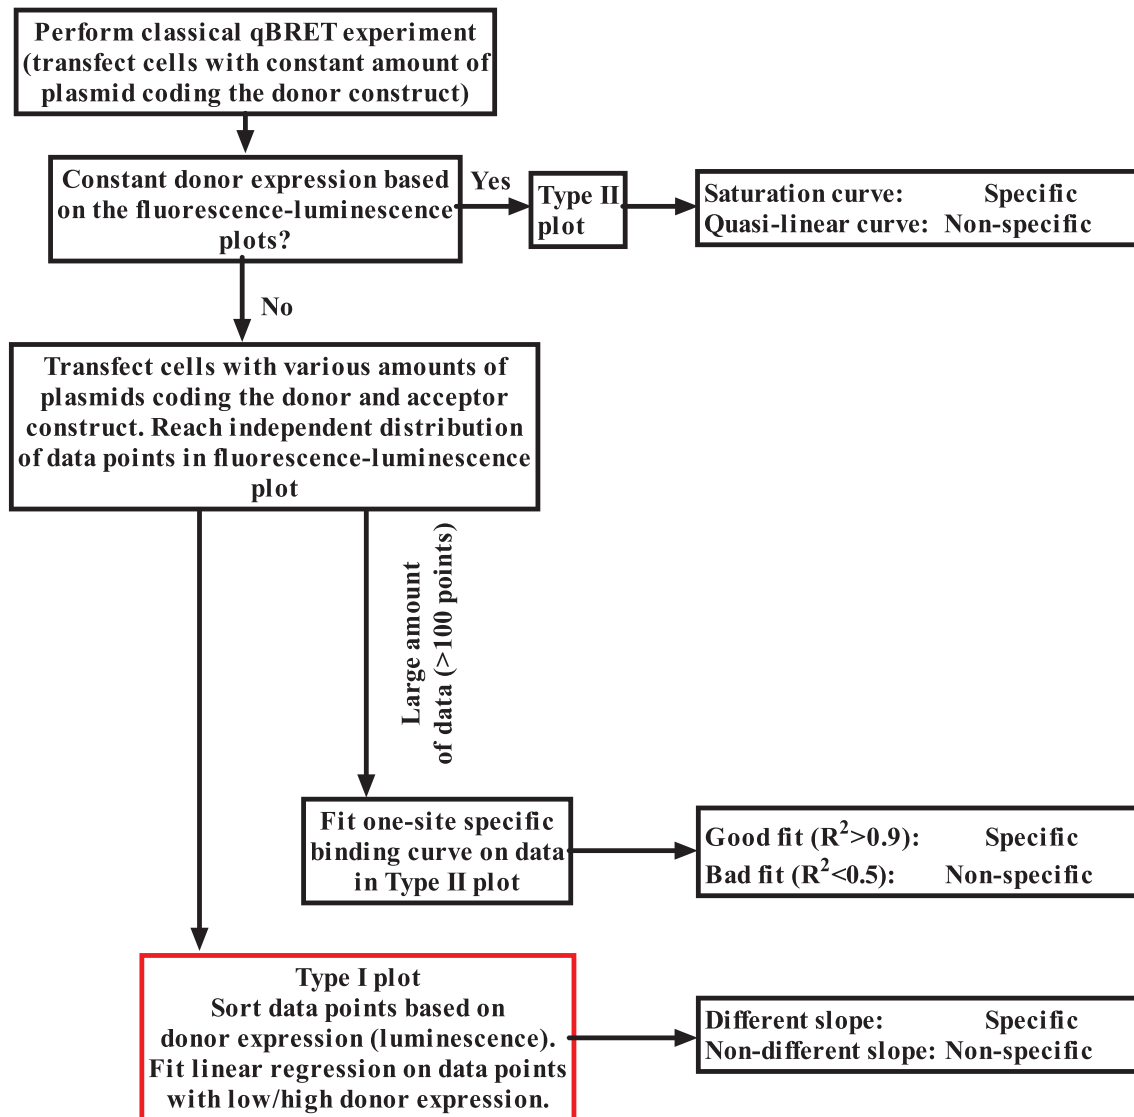 Perform classical qBRET experiment
(transfect cells with constant amount of
plasmid coding the donor construct)
Constant donor expression based
on the fluorescence-luminescence
plots?
Yes
Type II
plot
Saturation curve: Specific
Quasi-linear curve: Non-specific
No
Transfect cells with various amounts of
plasmids coding the donor and acceptor
construct. Reach independent distribution
of data points in fluorescence-luminescence
plot
Large amount
of data (>100 points)
Fit one-site specific
binding curve on data
in Type II plot
Good fit (R²>0.9): Specific
Bad fit (R²<0.5): Non-specific
Type I plot
Sort data points based on
donor expression (luminescence).
Fit linear regression on data points
with low/high donor expression.
Different slope: Specific
Non-different slope: Non-specific